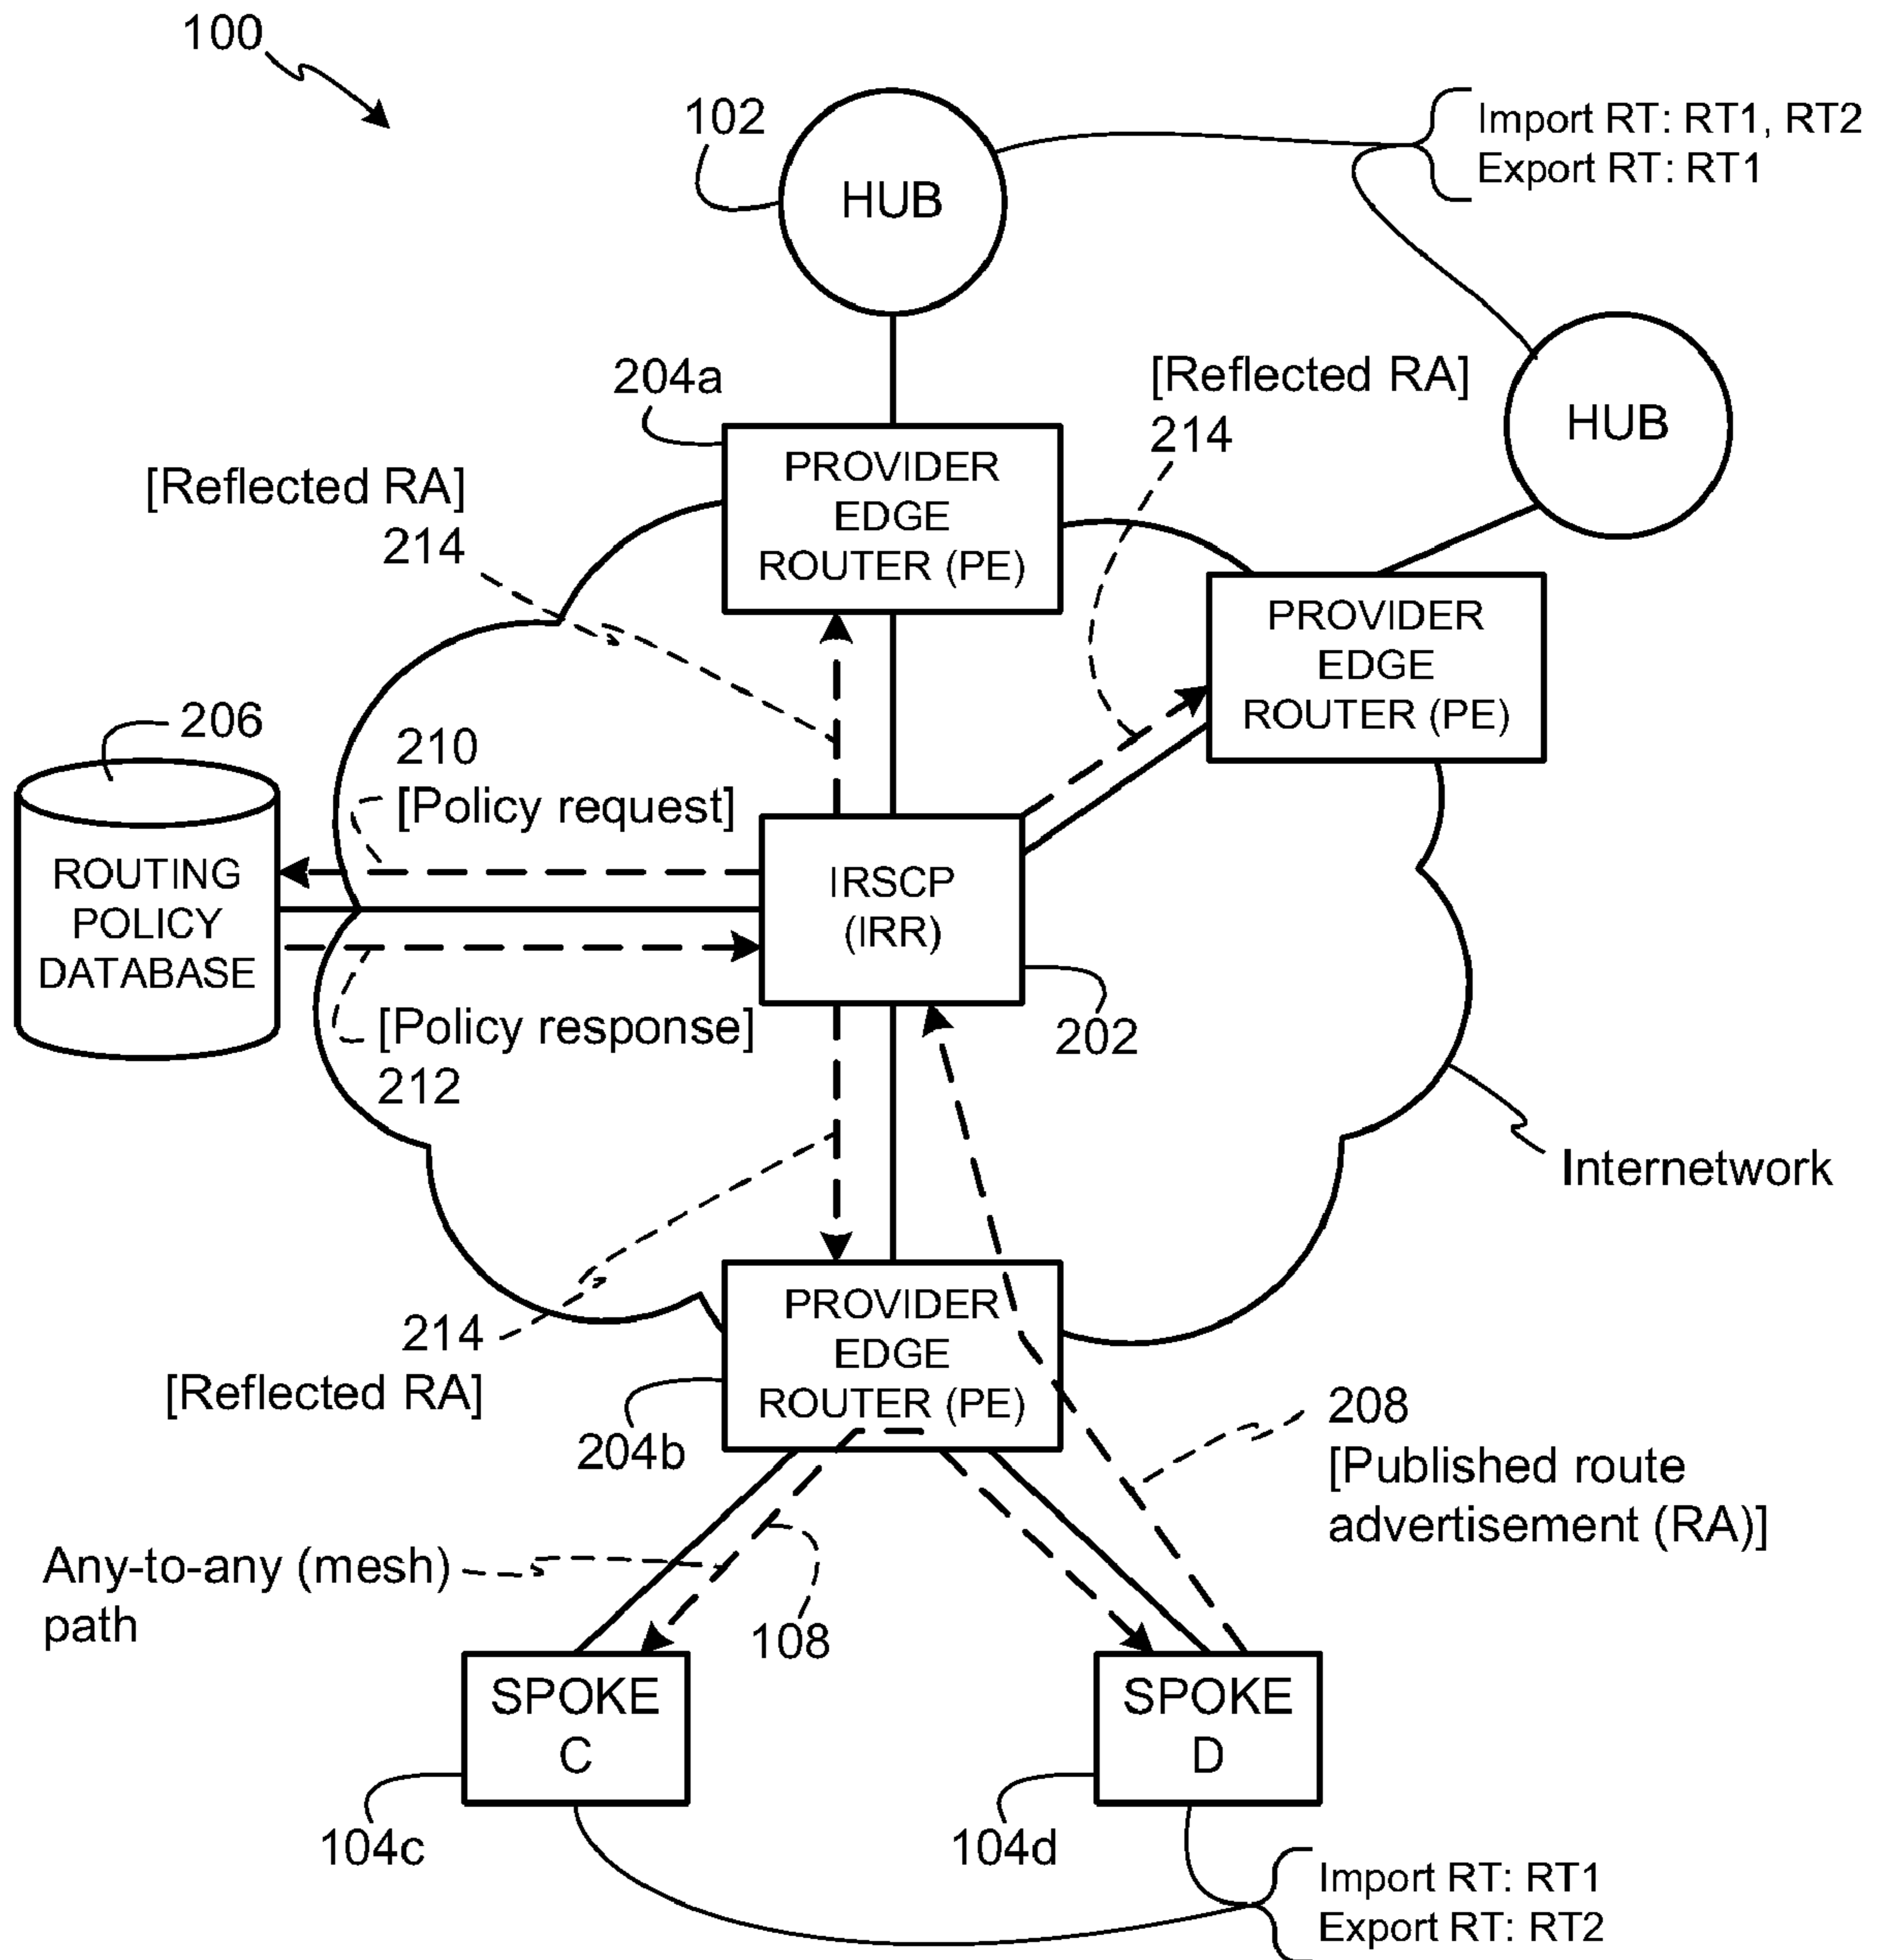 100
102
HUB
Import RT: RT1, RT2
Export RT: RT1
HUB
204a
[Reflected RA]
214
PROVIDER
EDGE
ROUTER (PE)
[Reflected RA]
214
PROVIDER
EDGE
ROUTER (PE)
206
210
[Policy request]
ROUTING
POLICY
DATABASE
IRSCP
(IRR)
[Policy response]
212
202
Internetwork
214
[Reflected RA]
PROVIDER
EDGE
ROUTER (PE)
204b
208
[Published route
advertisement (RA)]
Any-to-any (mesh)
path
108
SPOKE
C
SPOKE
D
104c
104d
Import RT: RT1
Export RT: RT2